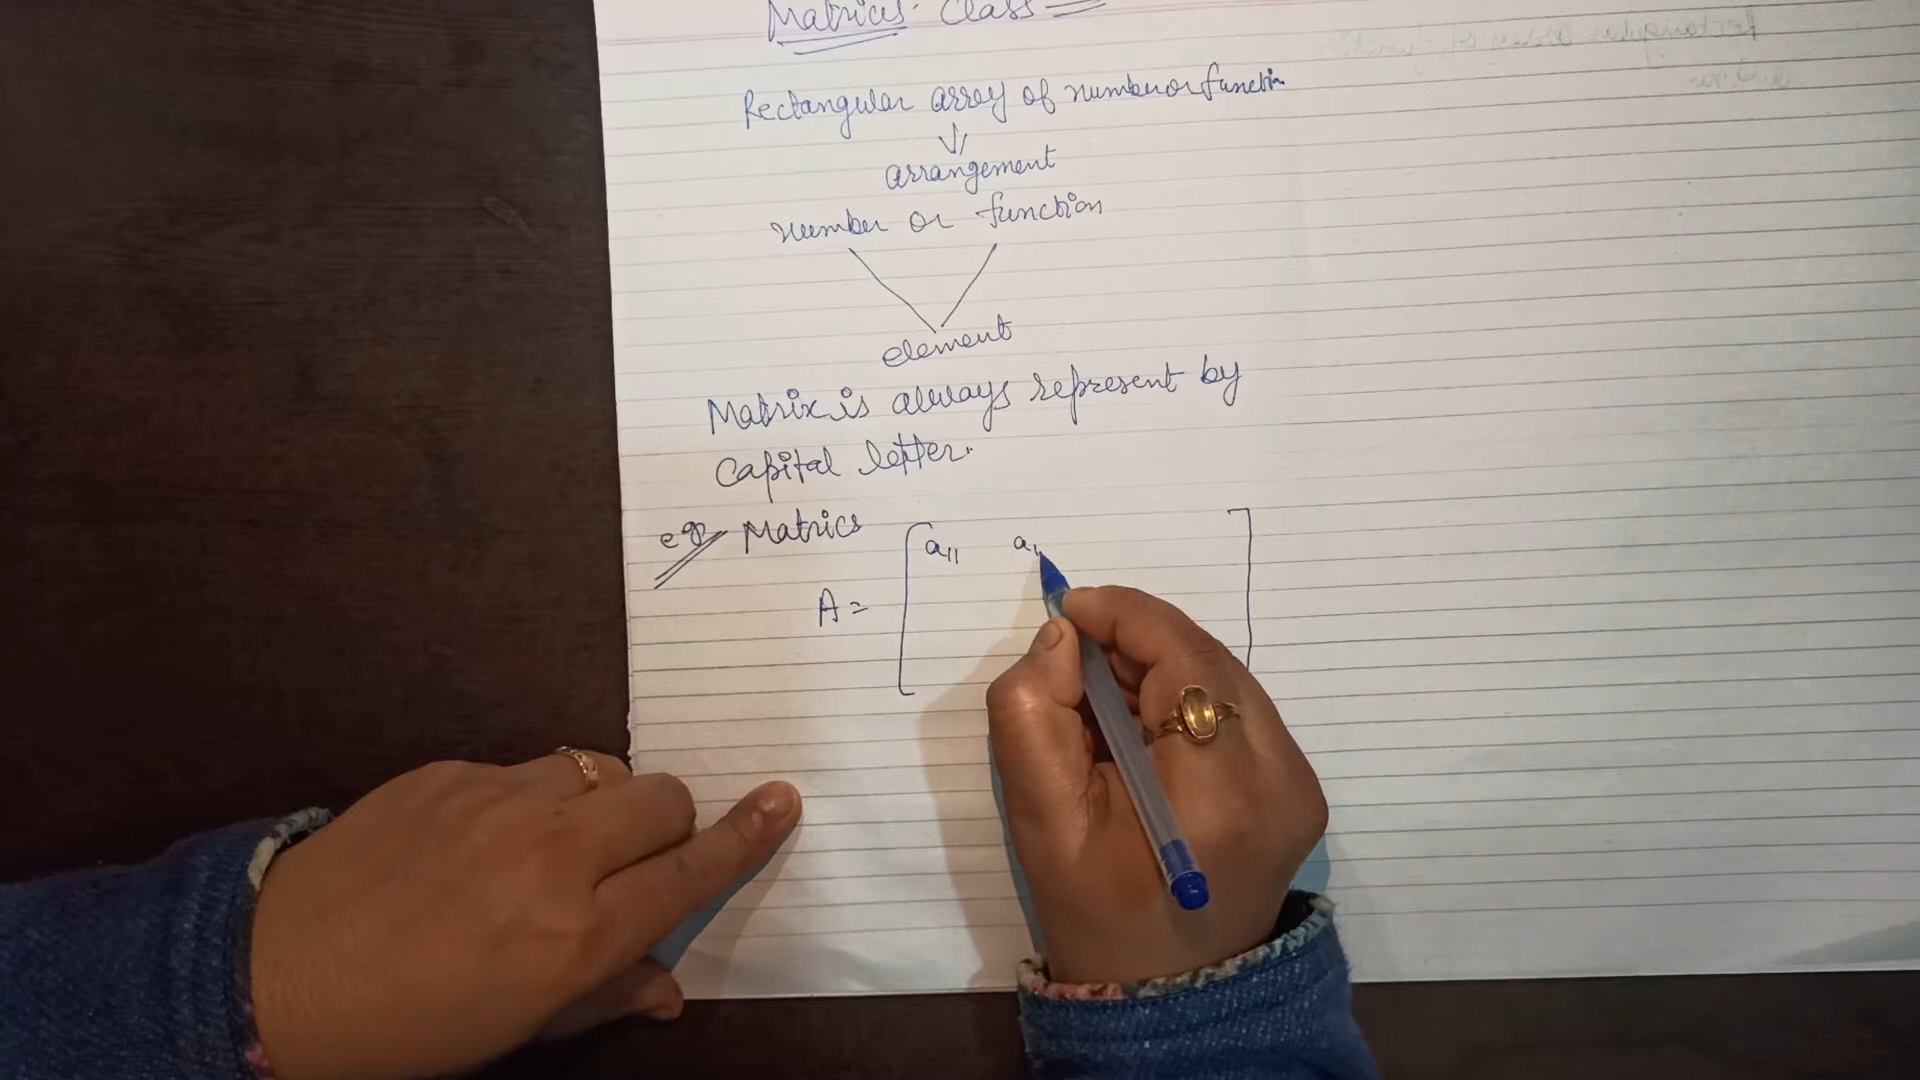 Matrices. Class
Rectangular array of number or function
arrangement
number or function
element
Matrix is always represent by
Capital letter.
eg Matrics
a11 a1
A =